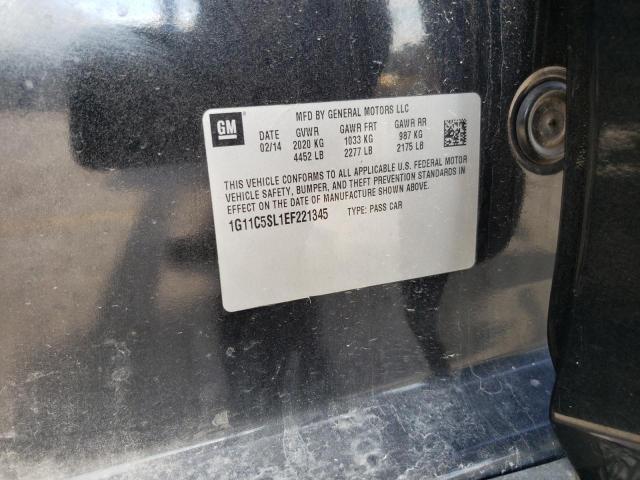 GM
MFD BY GENERAL MOTORS LLC
DATE GVWR GAWR FRT GAWR RR
02/14 2020 KG 1033 KG 987 KG
4452 LB 2277 LB 2175 LB
THIS VEHICLE CONFORMS TO ALL APPLICABLE U.S. FEDERAL MOTOR
VEHICLE SAFETY, BUMPER, AND THEFT PREVENTION STANDARDS IN
EFFECT ON THE DATE OF MANUFACTURE SHOWN ABOVE.
1G11C5SL1EF221345 TYPE: PASS CAR